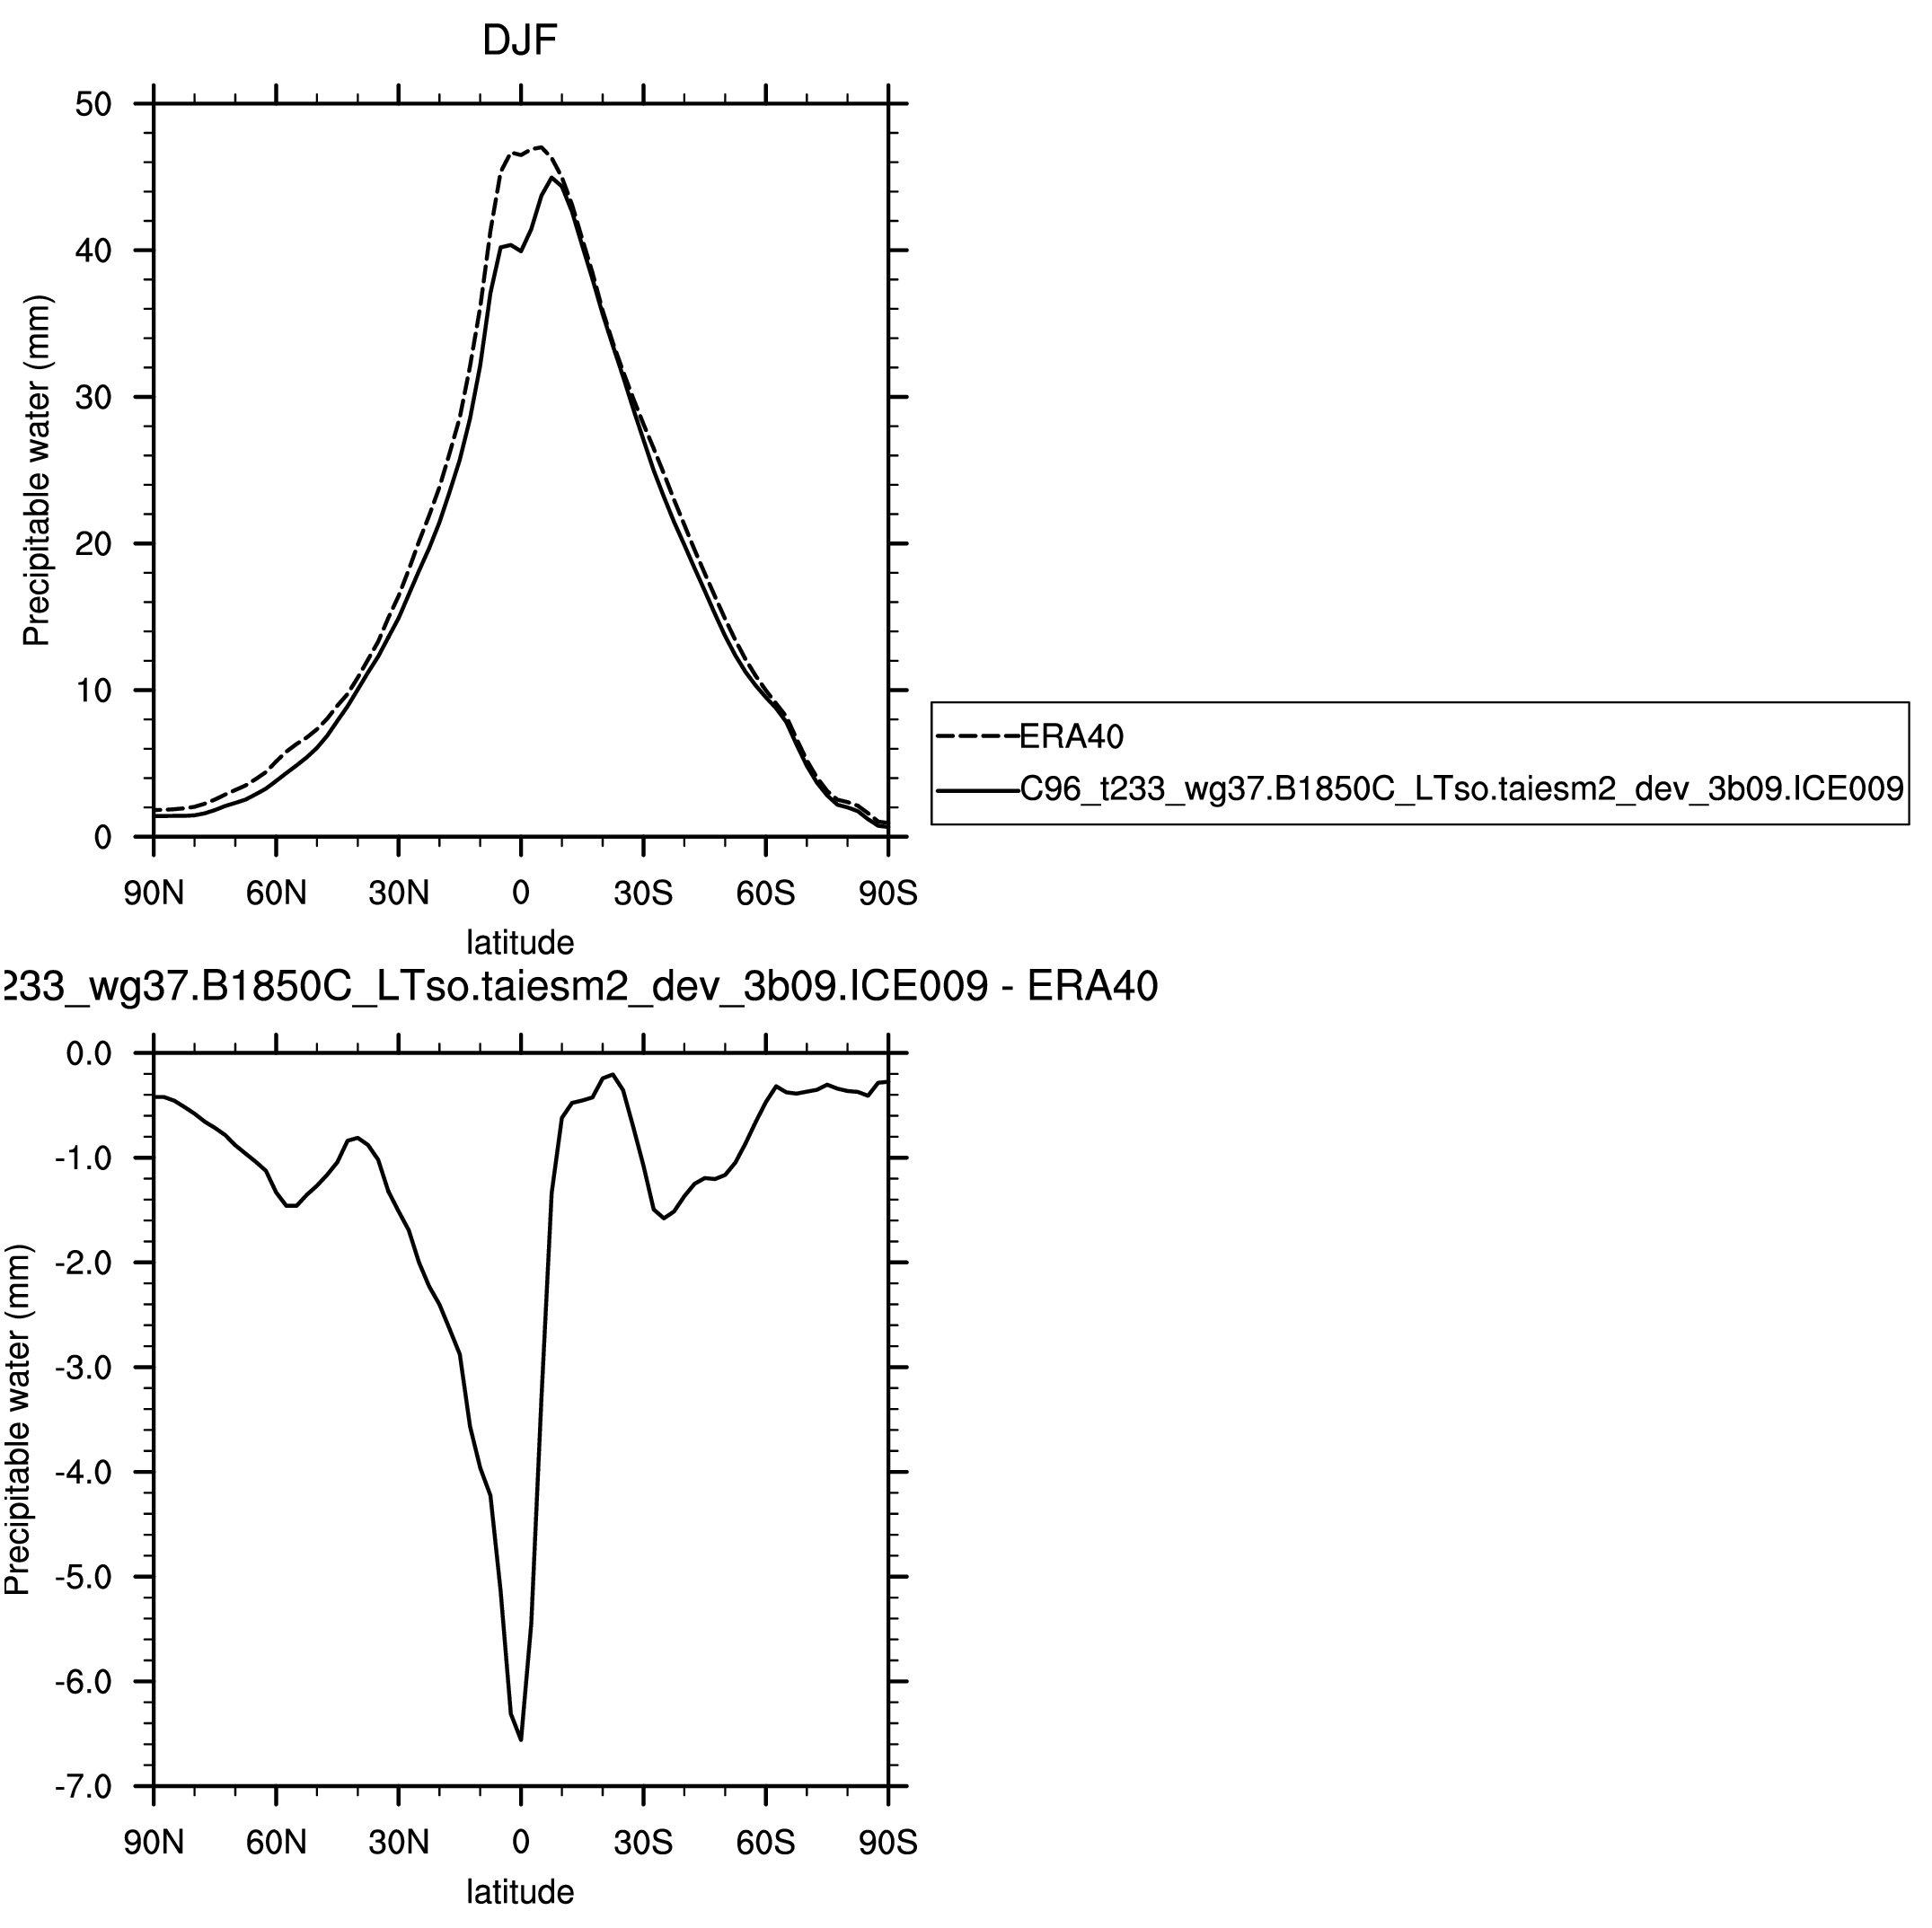 DJF
Precipitable water (mm)
50
40
30
20
10
0
90N 60N 30N 0 30S 60S 90S
latitude
ERA40
C96_t233_wg37.B1850C_LTso.taiesm2_dev_3b09.ICE009
233_wg37.B1850C_LTso.taiesm2_dev_3b09.ICE009 - ERA40
Precipitable water (mm)
0.0
-1.0
-2.0
-3.0
-4.0
-5.0
-6.0
-7.0
90N 60N 30N 0 30S 60S 90S
latitude